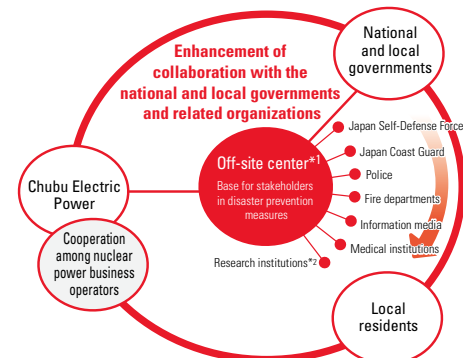 Enhancement of
collaboration with the
national and local governments
and related organizations
National
and local
governments
Japan Self-Defense Force
Japan Coast Guard
Police
Fire departments
Information media
Medical institutions
Research institutions*2
Off-site center*1
Base for stakeholders
in disaster prevention
measures
Chubu Electric
Power
Cooperation
among nuclear
power business
operators
Local
residents